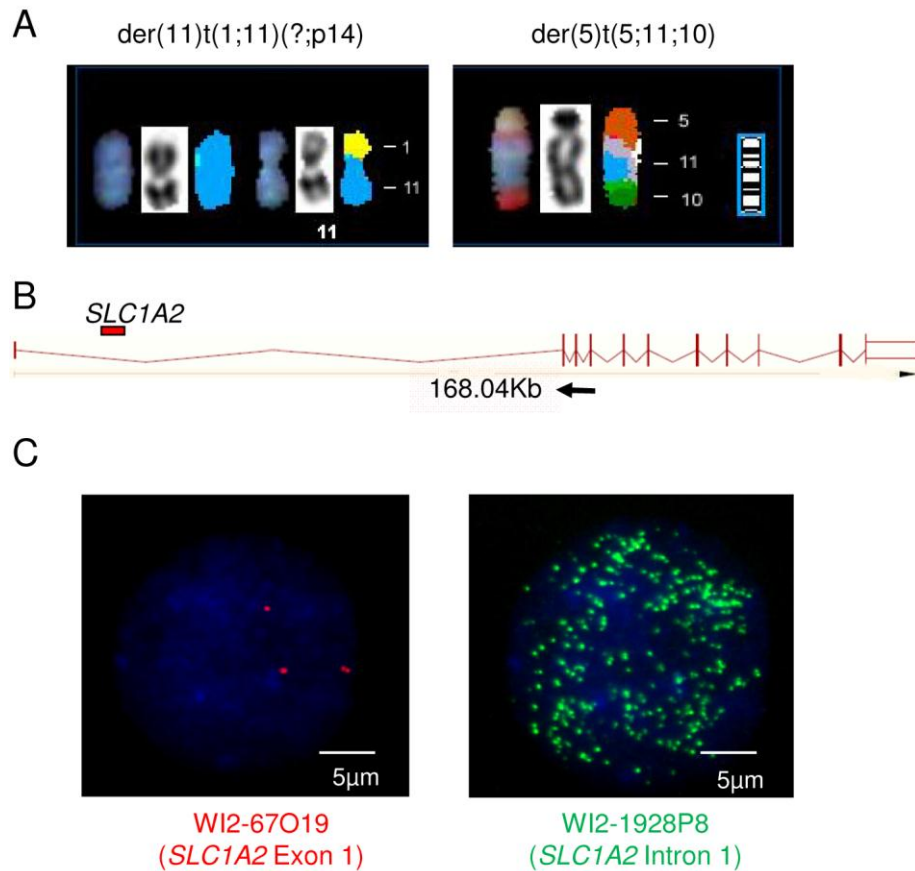 A
der(11)t(1;11)(?;p14)
der(5)t(5;11;10)
1
11
11
5
11
10
B
SLC1A2
168.04Kb
C
5µm
5µm
WI2-67O19
(SLC1A2 Exon 1)
WI2-1928P8
(SLC1A2 Intron 1)